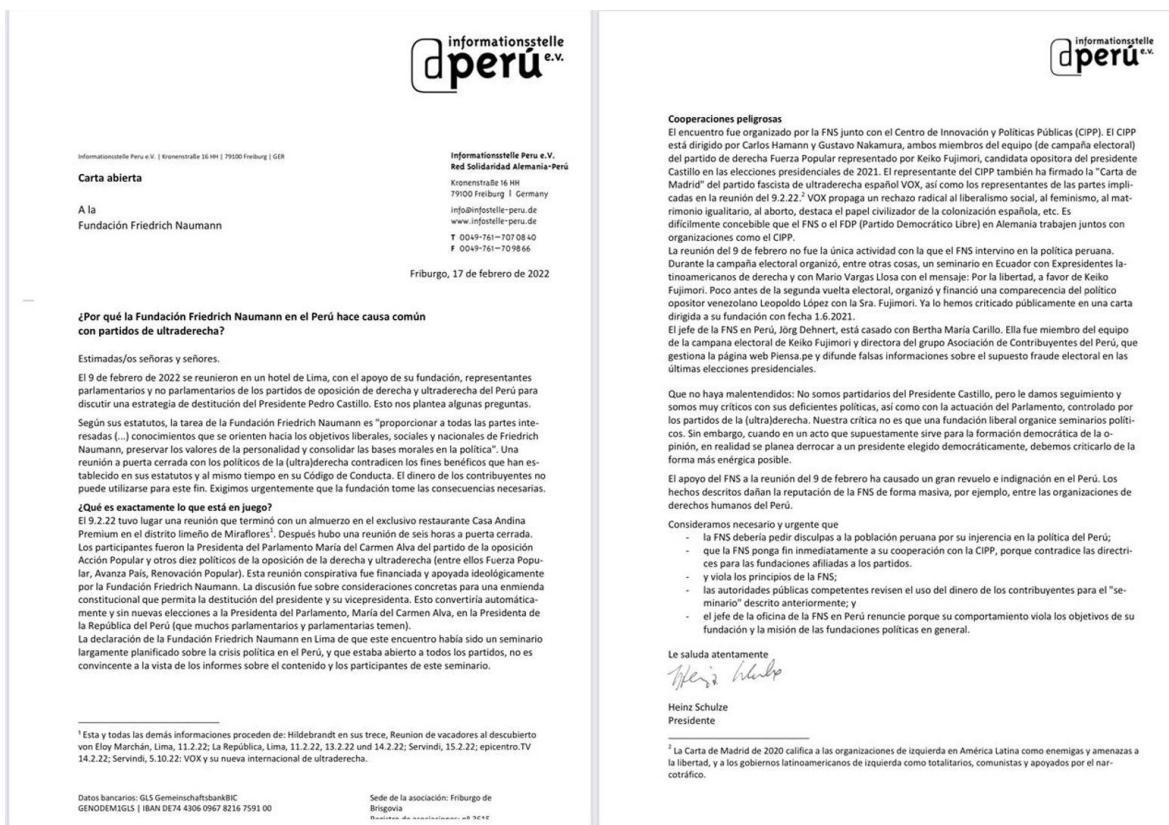 informationsstelle
perú e.v.
Informationsstelle Peru e.V. | Kronenstraße 16 HH | 79100 Freiburg | GER
Carta abierta
A la
Fundación Friedrich Naumann
Informationsstelle Peru e.V.
Red Solidaridad Alemania-Perú
Kronenstraße 16 HH
79100 Freiburg | Germany
info@infostelle-peru.de
www.infostelle-peru.de
T 0049-761–707 08 40
F 0049-761–70 98 66
Friburgo, 17 de febrero de 2022
¿Por qué la Fundación Friedrich Naumann en el Perú hace causa común
con partidos de ultraderecha?
Estimadas/os señoras y señores.
El 9 de febrero de 2022 se reunieron en un hotel de Lima, con el apoyo de su fundación, representantes
parlamentarios y no parlamentarios de los partidos de oposición de derecha y ultraderecha del Perú para
discutir una estrategia de destitución del Presidente Pedro Castillo. Esto nos plantea algunas preguntas.
Según sus estatutos, la tarea de la Fundación Friedrich Naumann es "proporcionar a todas las partes inte-
resadas (...) conocimientos que se orienten hacia los objetivos liberales, sociales y nacionales de Friedrich
Naumann, preservar los valores de la personalidad y consolidar las bases morales en la política". Una
reunión a puerta cerrada con los políticos de la (ultra)derecha contradicen los fines benéficos que han es-
tablecido en sus estatutos y al mismo tiempo en su Código de Conducta. El dinero de los contribuyentes no
puede utilizarse para este fin. Exigimos urgentemente que la fundación tome las consecuencias necesarias.
¿Qué es exactamente lo que está en juego?
El 9.2.22 tuvo lugar una reunión que terminó con un almuerzo en el exclusivo restaurante Casa Andina
Premium en el distrito limeño de Miraflores¹. Después hubo una reunión de seis horas a puerta cerrada.
Los participantes fueron la Presidenta del Parlamento María del Carmen Alva del partido de la oposición
Acción Popular y otros diez políticos de la oposición de la derecha y ultraderecha (entre ellos Fuerza Popu-
lar, Avanza País, Renovación Popular). Esta reunión conspirativa fue financiada y apoyada ideológicamente
por la Fundación Friedrich Naumann. La discusión fue sobre consideraciones concretas para una emienda
constitucional que permita la destitución del presidente y su vicepresidenta. Esto convertiría automática-
mente y sin nuevas elecciones a la Presidenta del Parlamento, María del Carmen Alva, en la Presidenta de
la República del Perú (que muchos parlamentarios y parlamentarias temen).
La declaración de la Fundación Friedrich Naumann en Lima de que este encuentro había sido un seminario
largamente planificado sobre la crisis política en el Perú, y que estaba abierto a todos los partidos, no es
convincente a la vista de los informes sobre el contenido y los participantes de este seminario.
¹ Esta y todas las demás informaciones proceden de: Hildebrandt en sus trece, Reunion de vacadores al descubierto
von Eloy Marchán, Lima, 11.2.22; La República, Lima, 11.2.22, 13.2.22 und 14.2.22; Servindi, 15.2.22; epicentro.TV
14.2.22; Servindi, 5.10.22: VOX y su nueva internacional de ultraderecha.
Datos bancarios: GLS GemeinschaftsbankBIC
GENODEM1GLS | IBAN DE74 4306 0967 8216 7591 00
Sede de la asociación: Friburgo de
Brisgovia
Registro de asociaciones: nº 2615
informationsstelle
perú e.v.
Cooperaciones peligrosas
El encuentro fue organizado por la FNS junto con el Centro de Innovación y Políticas Públicas (CIPP). El CIPP
está dirigido por Carlos Hamann y Gustavo Nakamura, ambos miembros del equipo (de campaña electoral)
del partido de derecha Fuerza Popular representado por Keiko Fujimori, candidata opositora del presidente
Castillo en las elecciones presidenciales de 2021. El representante del CIPP también ha firmado la "Carta de
Madrid" del partido fascista de ultraderecha español VOX, así como los representantes de las partes impli-
cadas en la reunión del 9.2.22.² VOX propaga un rechazo radical al liberalismo social, al feminismo, al mat-
rimonio igualitario, al aborto, destaca el papel civilizador de la colonización española, etc. Es
difícilmente concebible que el FNS o el FDP (Partido Democrático Libre) en Alemania trabajen juntos con
organizaciones como el CIPP.
La reunión del 9 de febrero no fue la única actividad con la que FNS intervino en la política peruana.
Durante la campaña electoral organizó, entre otras cosas, un seminario en Ecuador con Expresidentes la-
tinoamericanos de derecha y con Mario Vargas Llosa con el mensaje: Por la libertad, a favor de Keiko
Fujimori. Poco antes de la segunda vuelta electoral, organizó y financió una comparecencia del político
opositor venezolano Leopoldo López con la Sra. Fujimori. Ya lo hemos criticado públicamente en una carta
dirigida a su fundación con fecha 1.6.2021.
El jefe de la FNS en Perú, Jörg Dehnert, está casado con Bertha María Carillo. Ella fue miembro del equipo
de la campana electoral de Keiko Fujimori y directora del grupo Asociación de Contribuyentes del Perú, que
gestiona la página web Piensa.pe y difunde falsas informaciones sobre el supuesto fraude electoral en las
últimas elecciones presidenciales.
Que no haya malentendidos: No somos partidarios del Presidente Castillo, pero le damos seguimiento y
somos muy críticos con sus deficientes políticas, así como con la actuación del Parlamento, controlado por
los partidos de la (ultra)derecha. Nuestra crítica no es que una fundación liberal organice seminarios políti-
cos. Sin embargo, cuando en un acto que supuestamente sirve para la formación democrática de la o-
pinión, en realidad se planea derrocar a un presidente elegido democráticamente, debemos criticarlo de la
forma más enérgica posible.
El apoyo del FNS a la reunión del 9 de febrero ha causado un gran revuelo e indignación en el Perú. Los
hechos descritos dañan la reputación de la FNS de forma masiva, por ejemplo, entre las organizaciones de
derechos humanos del Perú.
Consideramos necesario y urgente que
- la FNS debería pedir disculpas a la población peruana por su injerencia en la política del Perú;
- que la FNS ponga fin inmediatamente a su cooperación con la CIPP, porque contradice las directri-
ces para las fundaciones afiliadas a los partidos.
- y viola los principios de la FNS;
- las autoridades públicas competentes revisen el uso del dinero de los contribuyentes para el "se-
minario" descrito anteriormente; y
- el jefe de la oficina de la FNS en Perú renuncie porque su comportamiento viola los objetivos de su
fundación y la misión de las fundaciones políticas en general.
Le saluda atentamente
Heinz Schulze
Heinz Schulze
Presidente
² La Carta de Madrid de 2020 califica a las organizaciones de izquierda en América Latina como enemigas y amenazas a
la libertad, y a los gobiernos latinoamericanos de izquierda como totalitarios, comunistas y apoyados por el nar-
cotráfico.